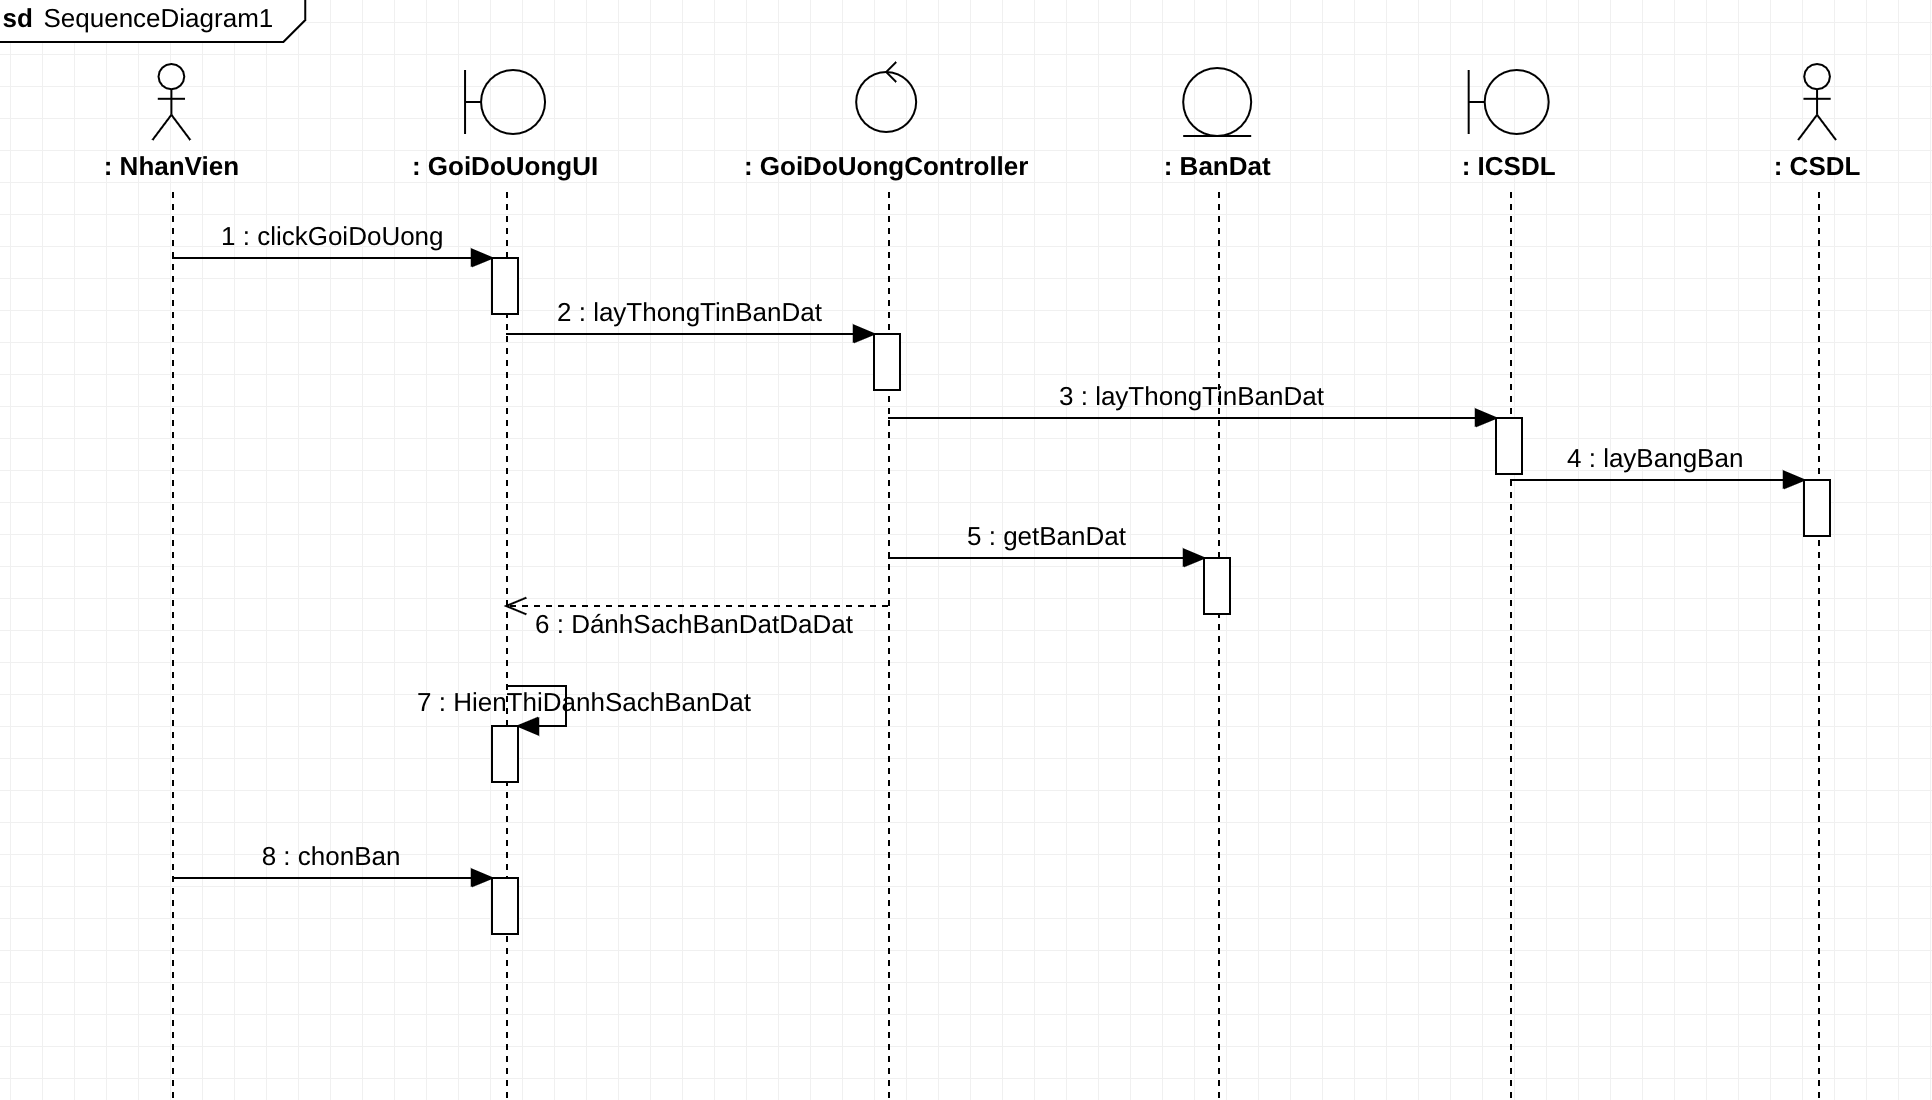 sd SequenceDiagram1
: NhanVien
: GoiDoUongUI
: GoiDoUongController
: BanDat
: ICSDL
: CSDL
1 : clickGoiDoUong
2 : layThongTinBanDat
3 : layThongTinBanDat
4 : layBangBan
5 : getBanDat
6 : DánhSachBanDatDaDat
7 : HienThiDanhSachBanDat
8 : chonBan